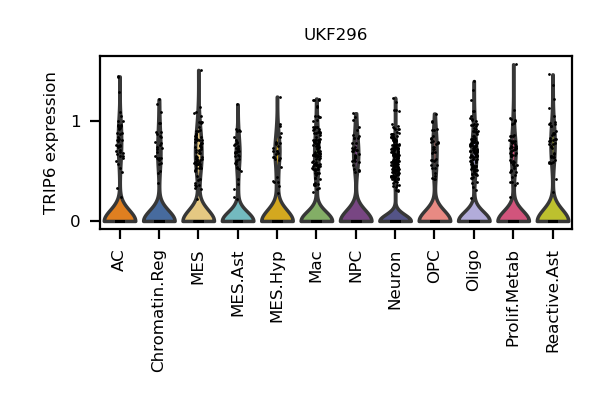 UKF296
TRIP6 expression
1
0
AC
Chromatin.Reg
MES
MES.Ast
MES.Hyp
Mac
NPC
Neuron
OPC
Oligo
Prolif.Metab
Reactive.Ast